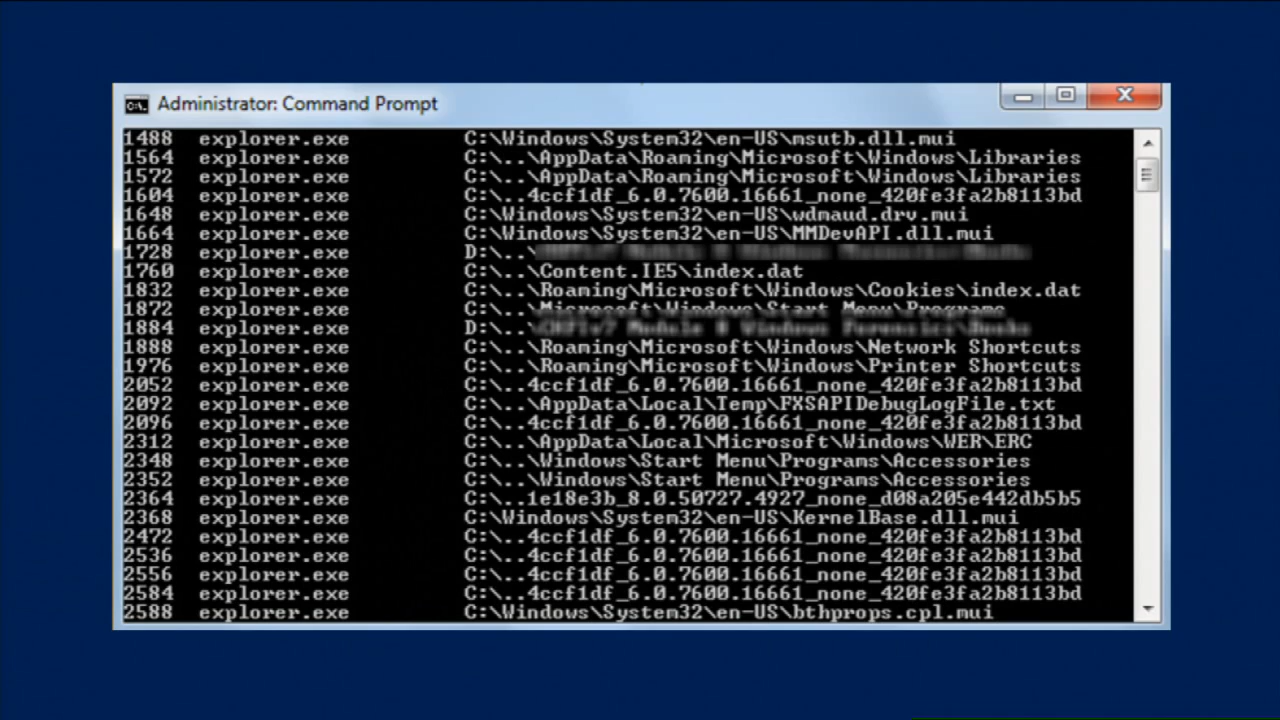 Administrator: Command Prompt
1488 explorer.exe C:\Windows\System32\en-US\msutb.dll.mui
1564 explorer.exe C:\..\AppData\Roaming\Microsoft\Windows\Libraries
1572 explorer.exe C:\..\AppData\Roaming\Microsoft\Windows\Libraries
1604 explorer.exe C:\..4ccf1df_6.0.7600.16661_none_420fe3fa2b8113bd
1648 explorer.exe C:\Windows\System32\en-US\wdmaud.drv.mui
1664 explorer.exe C:\Windows\System32\en-US\MMDevAPI.dll.mui
1728 explorer.exe D:\..\
1760 explorer.exe C:\..\Content.IE5\index.dat
1832 explorer.exe C:\..\Roaming\Microsoft\Windows\Cookies\index.dat
1872 explorer.exe C:\..\Microsoft\Windows\Start Menu\Programs
1884 explorer.exe D:\..\
1888 explorer.exe C:\..\Roaming\Microsoft\Windows\Network Shortcuts
1976 explorer.exe C:\..\Roaming\Microsoft\Windows\Printer Shortcuts
2052 explorer.exe C:\..4ccf1df_6.0.7600.16661_none_420fe3fa2b8113bd
2092 explorer.exe C:\..\AppData\Local\Temp\FXSAPIDebugLogFile.txt
2096 explorer.exe C:\..4ccf1df_6.0.7600.16661_none_420fe3fa2b8113bd
2312 explorer.exe C:\..\AppData\Local\Microsoft\Windows\WER\ERC
2348 explorer.exe C:\..\Windows\Start Menu\Programs\Accessories
2352 explorer.exe C:\..\Windows\Start Menu\Programs\Accessories
2364 explorer.exe C:\..1e18e3b_8.0.50727.4927_none_d08a205e442db5b5
2368 explorer.exe C:\Windows\System32\en-US\KernelBase.dll.mui
2472 explorer.exe C:\..4ccf1df_6.0.7600.16661_none_420fe3fa2b8113bd
2536 explorer.exe C:\..4ccf1df_6.0.7600.16661_none_420fe3fa2b8113bd
2556 explorer.exe C:\..4ccf1df_6.0.7600.16661_none_420fe3fa2b8113bd
2584 explorer.exe C:\..4ccf1df_6.0.7600.16661_none_420fe3fa2b8113bd
2588 explorer.exe C:\Windows\System32\en-US\bthprops.cpl.mui